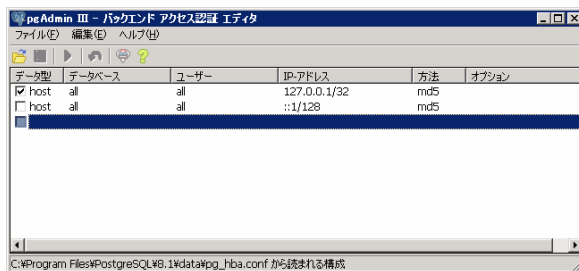 pgAdmin III - バックエンド アクセス認証 エディタ
ファイル(F) 編集(E) ヘルプ(H)
データ型 データベース ユーザー IP-アドレス 方法 オプション
host all all 127.0.0.1/32 md5
host all all ::1/128 md5
C:¥Program Files¥PostgreSQL¥8.1¥data¥pg_hba.conf から読まれる構成